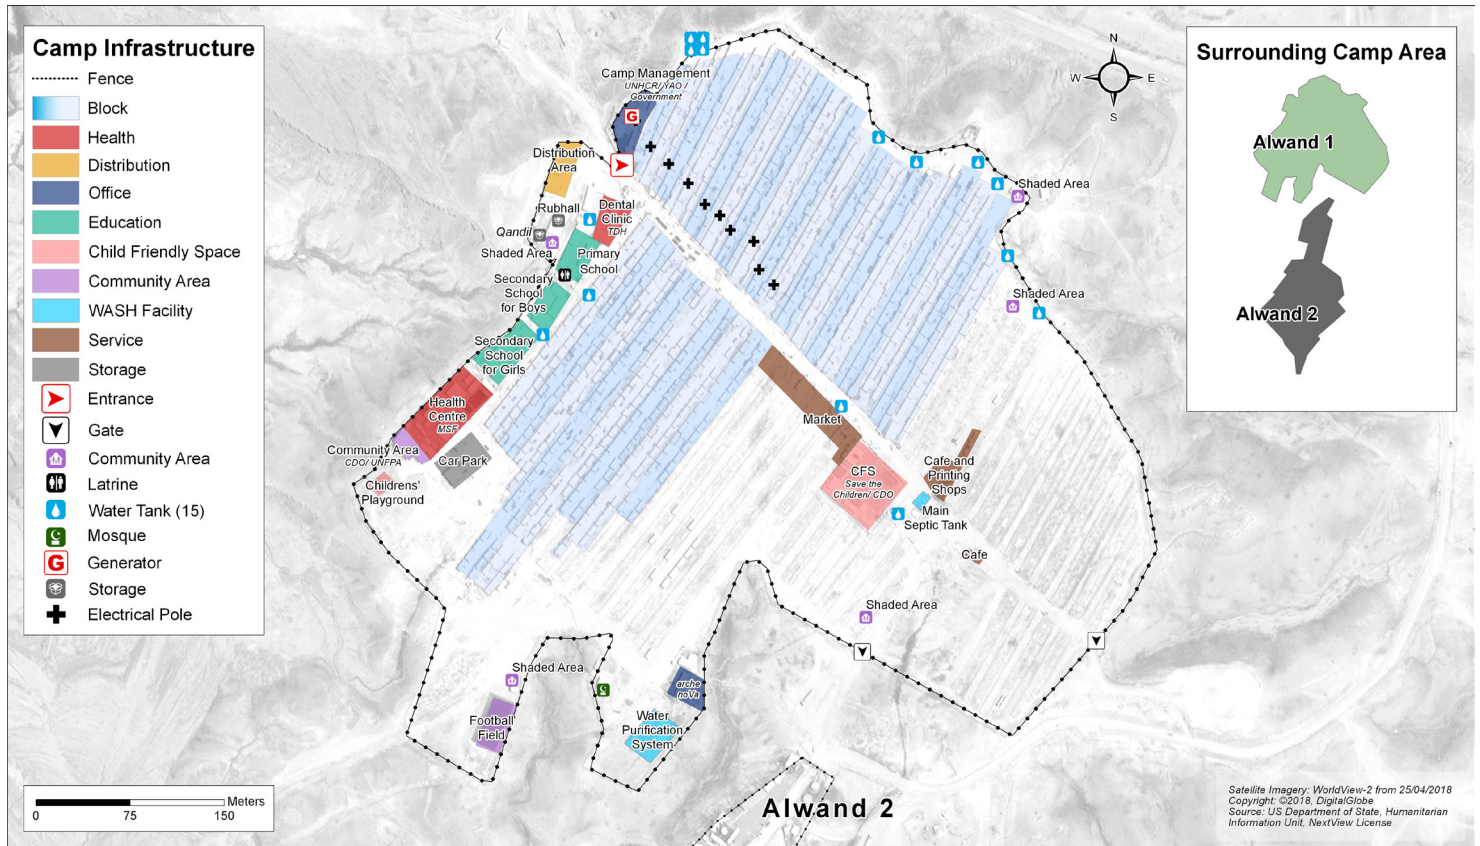 Camp Infrastructure
Fence
Block
Health
Distribution
Office
Education
Child Friendly Space
Community Area
WASH Facility
Service
Storage
Entrance
Gate
Community Area
Latrine
Water Tank (15)
Mosque
G
Generator
Storage
Electrical Pole
Camp Management
UNHCR/ YAO /
Government
G
Distribution
Area
Rubhall
Qandil
Shaded Area
Dental
Clinic
TDH
Primary
School
Secondary
School
for Boys
Secondary
School
for Girls
Health
Centre
MSF
Community Area
CDO/ UNFPA
Car Park
Childrens'
Playground
Shaded Area
Shaded Area
Market
CFS
Save the
Children/ CDO
Cafe and
Printing
Shops
Main
Septic Tank
Cafe
Shaded Area
Shaded Area
Football
Field
arche
noVa
Water
Purification
System
Alwand 2
N
W
E
S
Surrounding Camp Area
Alwand 1
Alwand 2
Meters
0
75
150
Satellite Imagery: WorldView-2 from 25/04/2018
Copyright: ©2018, DigitalGlobe
Source: US Department of State, Humanitarian
Information Unit, NextView License